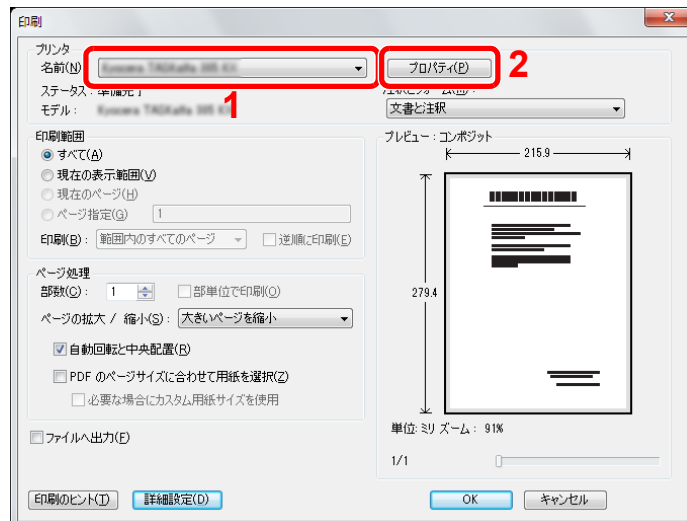 印刷
プリンタ
名前(N) プロパティ(P) 2
1
ステータス: 準備完了
モデル: 文書と注釈
印刷範囲
すべて(A)
現在の表示範囲(V)
現在のページ(H)
ページ指定(G) 1
印刷(B): 範囲内のすべてのページ 逆順に印刷(E)
ページ処理
部数(C): 1 部単位で印刷(O)
ページの拡大 / 縮小(S): 大きいページを縮小
自動回転と中央配置(R)
PDF のページサイズに合わせて用紙を選択(Z)
必要な場合にカスタム用紙サイズを使用
ファイルへ出力(F)
プレビュー: コンポジット
215.9
279.4
単位: ミリ ズーム: 91%
1/1
印刷のヒント(T) 詳細設定(D) OK キャンセル